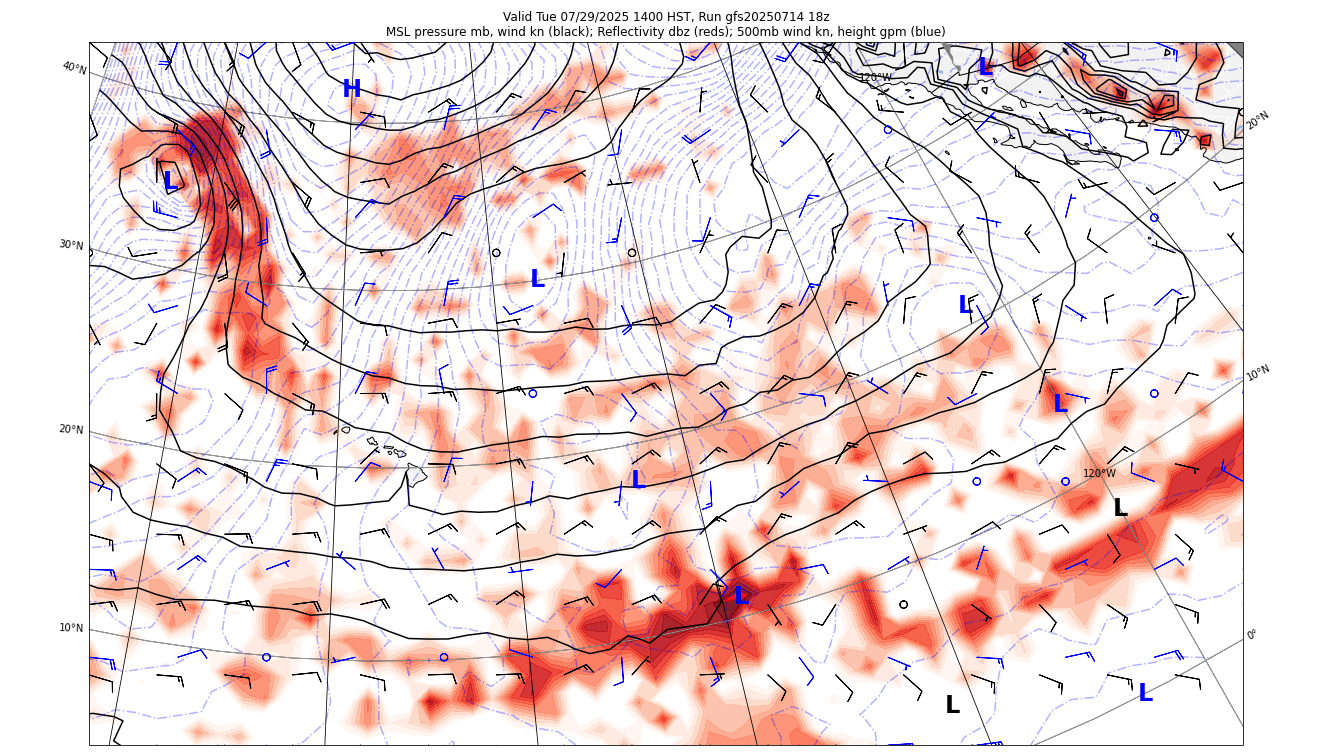 Valid Tue 07/29/2025 1400 HST, Run gfs20250714 18z
MSL pressure mb, wind kn (black); Reflectivity dbz (reds); 500mb wind kn, height gpm (blue)
40°N
H
L
120°W
20°N
L
30°N
L
L
10°N
L
20°N
L
120°W
L
L
10°N
0°
L
L